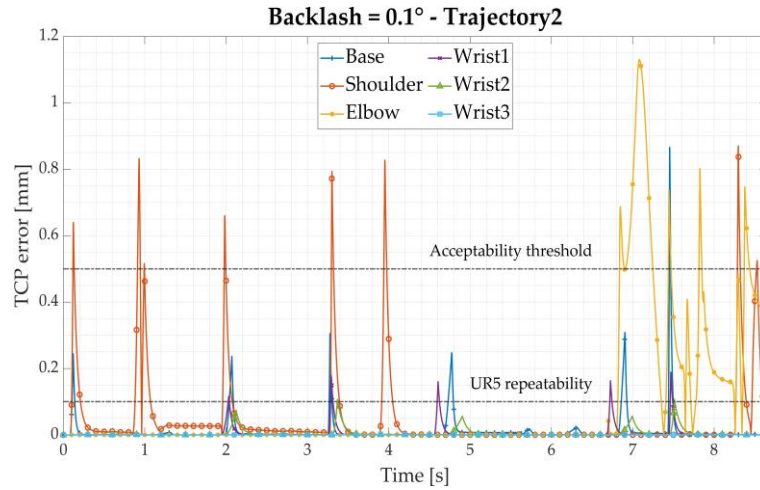 Backlash = 0.1° - Trajectory2
TCP error [mm]
1.2
1
0.8
0.6
0.4
0.2
0
Base
Shoulder
Elbow
Wrist1
Wrist2
Wrist3
Acceptability threshold
UR5 repeatability
0 1 2 3 4 5 6 7 8
Time [s]